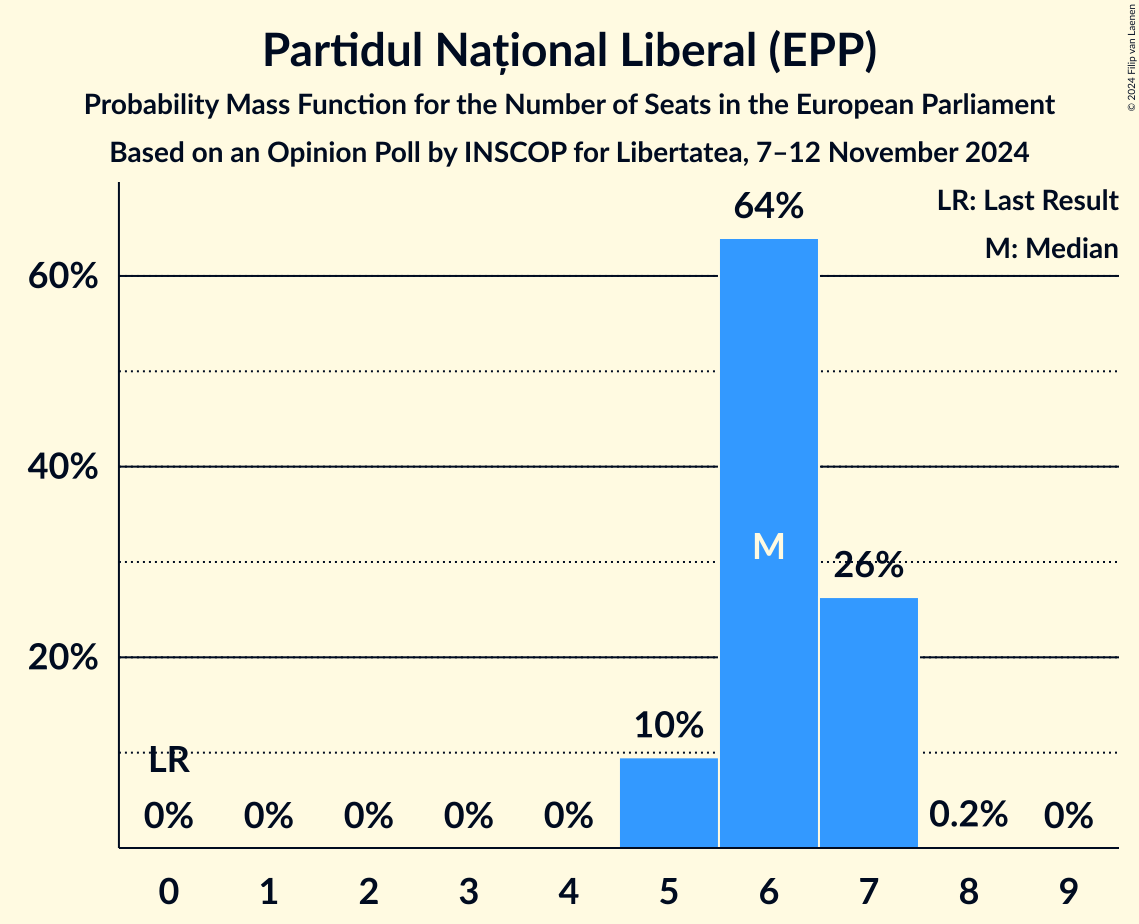 Partidul Național Liberal (EPP)
Probability Mass Function for the Number of Seats in the European Parliament
Based on an Opinion Poll by INSCOP for Libertatea, 7–12 November 2024
© 2024 Filip van Laenen
LR: Last Result
M: Median
64%
60%
40%
M
26%
20%
10%
LR
0% 0% 0% 0% 0% 0.2% 0%
0 1 2 3 4 5 6 7 8 9